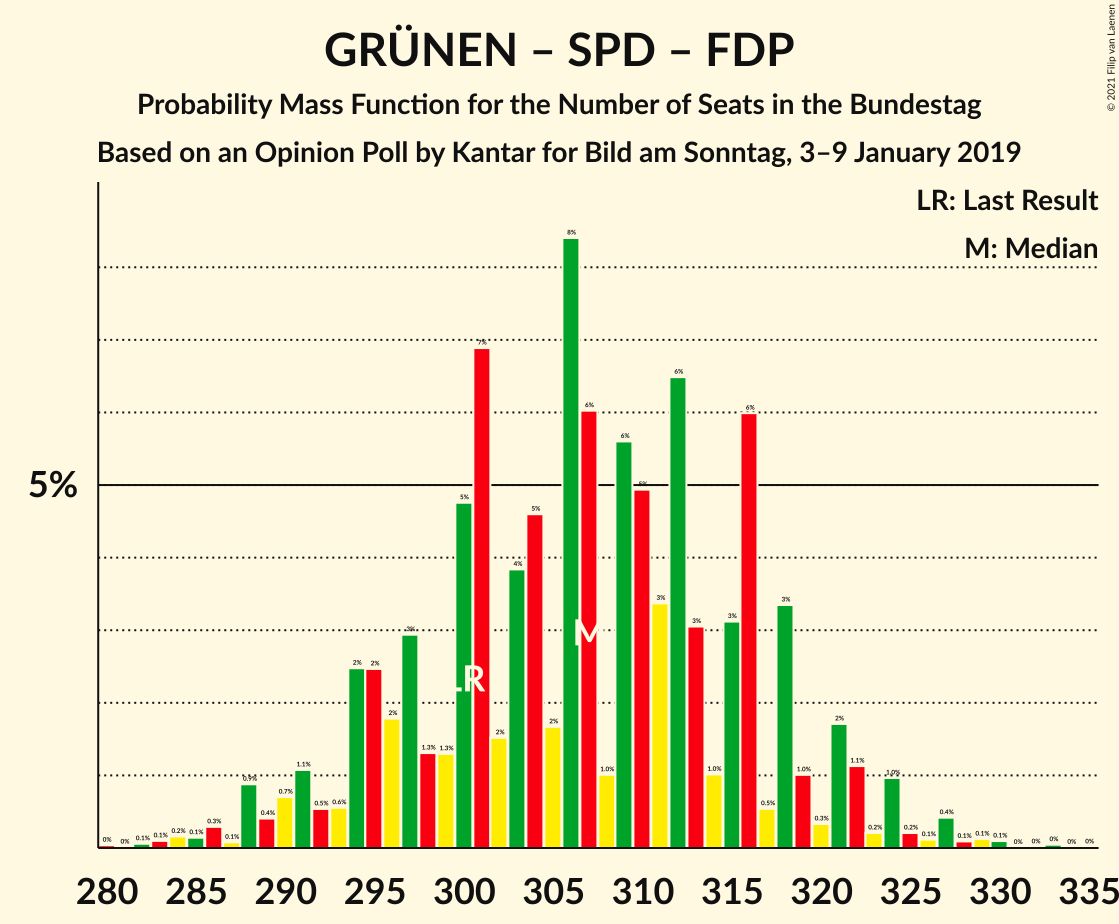 GRÜNEN – SPD – FDP
Probability Mass Function for the Number of Seats in the Bundestag
Based on an Opinion Poll by Kantar for Bild am Sonntag, 3–9 January 2019
© 2021 Filip van Laenen
LR: Last Result
M: Median
5%
0% 0% 0.1% 0.1% 0.2% 0.1% 0.3% 0.1% 0.9% 0.4% 0.7% 1.1% 0.5% 0.6% 2% 2% 2% 3% 1.3% 1.3% 5% 7% 2% 4% 5% 2% 8% 6% 1.0% 6% 5% 3% 6% 3% 1.0% 3% 6% 0.5% 3% 1.0% 0.3% 2% 1.1% 0.2% 1.0% 0.2% 0.1% 0.4% 0.1% 0.1% 0.1% 0% 0% 0% 0% 0%
LR
M
280 285 290 295 300 305 310 315 320 325 330 335